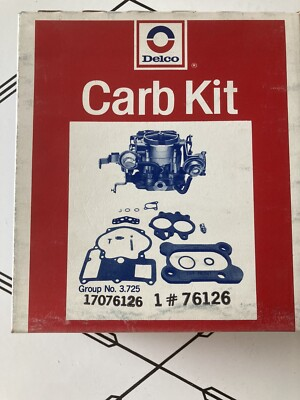 Delco
®
Carb Kit
Group No. 3.725
17076126 1 # 76126